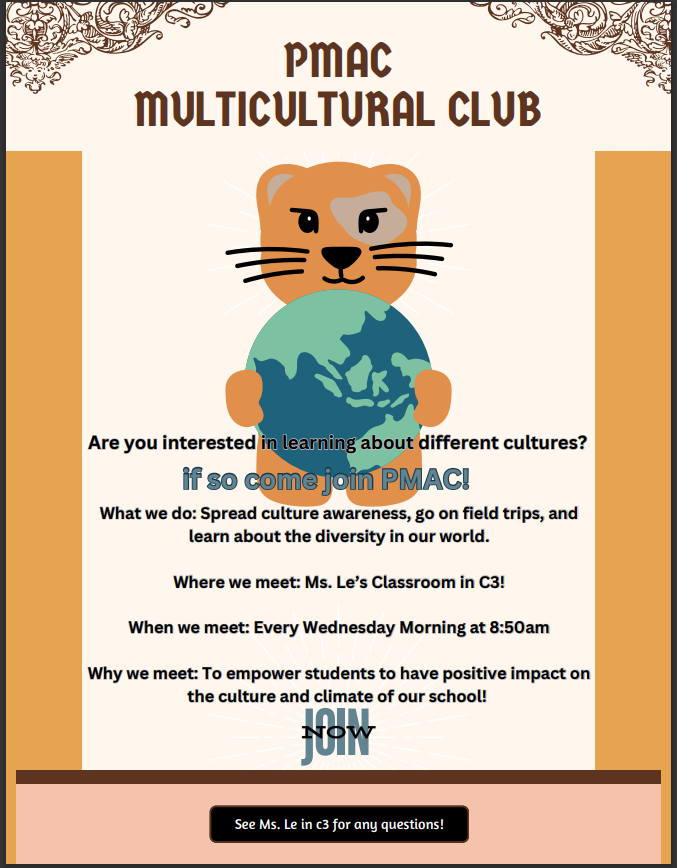 PMAC
MULTICULTURAL CLUB
Are you interested in learning about different cultures?
if so come join PMAC!
What we do: Spread culture awareness, go on field trips, and
learn about the diversity in our world.
Where we meet: Ms. Le's Classroom in C3!
When we meet: Every Wednesday Morning at 8:50am
Why we meet: To empower students to have positive impact on
the culture and climate of our school!
JOIN
NOW
See Ms. Le in c3 for any questions!